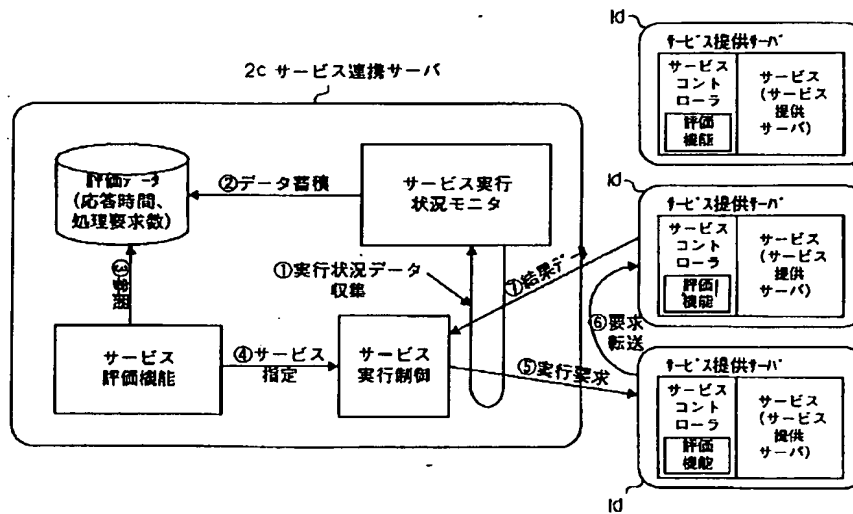 2c サービス連携サーバ
評価データ
(応答時間、
処理要求数)
②データ蓄積
サービス実行
状況モニタ
①実行状況データ
収集
③参照
サービス
評価機能
④サービス
指定
サービス
実行制御
⑤実行要求
⑥要求
転送
⑦結果データ
1d
サービス提供サーバ
サービス
コント
ローラ
評価
機能
サービス
(サービス
提供
サーバ)
1d
サービス提供サーバ
サービス
コント
ローラ
評価
機能
サービス
(サービス
提供
サーバ)
サービス提供サーバ
サービス
コント
ローラ
評価
機能
サービス
(サービス
提供
サーバ)
1d